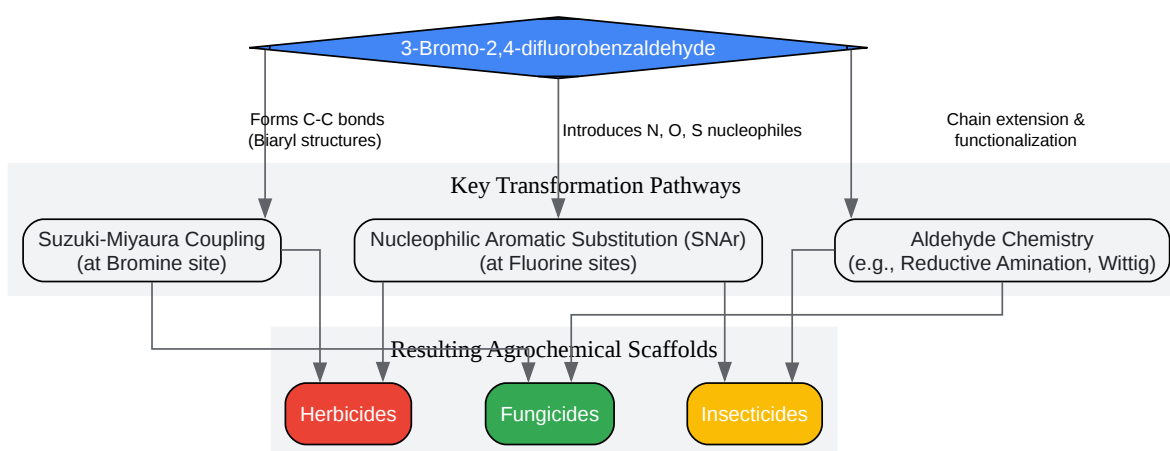 3-Bromo-2,4-difluorobenzaldehyde
Forms C-C bonds
(Biaryl structures)
Introduces N, O, S nucleophiles
Chain extension &
functionalization
Key Transformation Pathways
Suzuki-Miyaura Coupling
(at Bromine site)
Nucleophilic Aromatic Substitution (SNAr)
(at Fluorine sites)
Aldehyde Chemistry
(e.g., Reductive Amination, Wittig)
Resulting Agrochemical Scaffolds
Herbicides
Fungicides
Insecticides